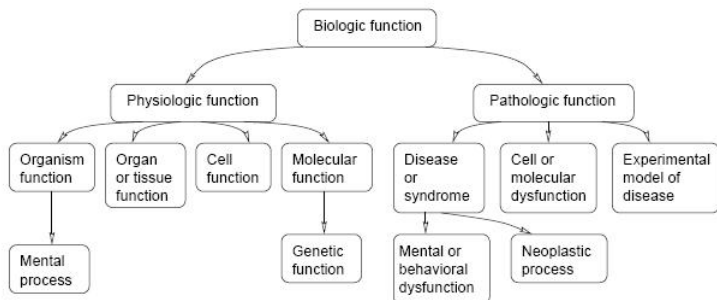 Biologic function
Physiologic function
Pathologic function
Organism
function
Organ
or tissue
function
Cell
function
Molecular
function
Disease
or
syndrome
Cell or
molecular
dysfunction
Experimental
model of
disease
Mental
process
Genetic
function
Mental or
behavioral
dysfunction
Neoplastic
process